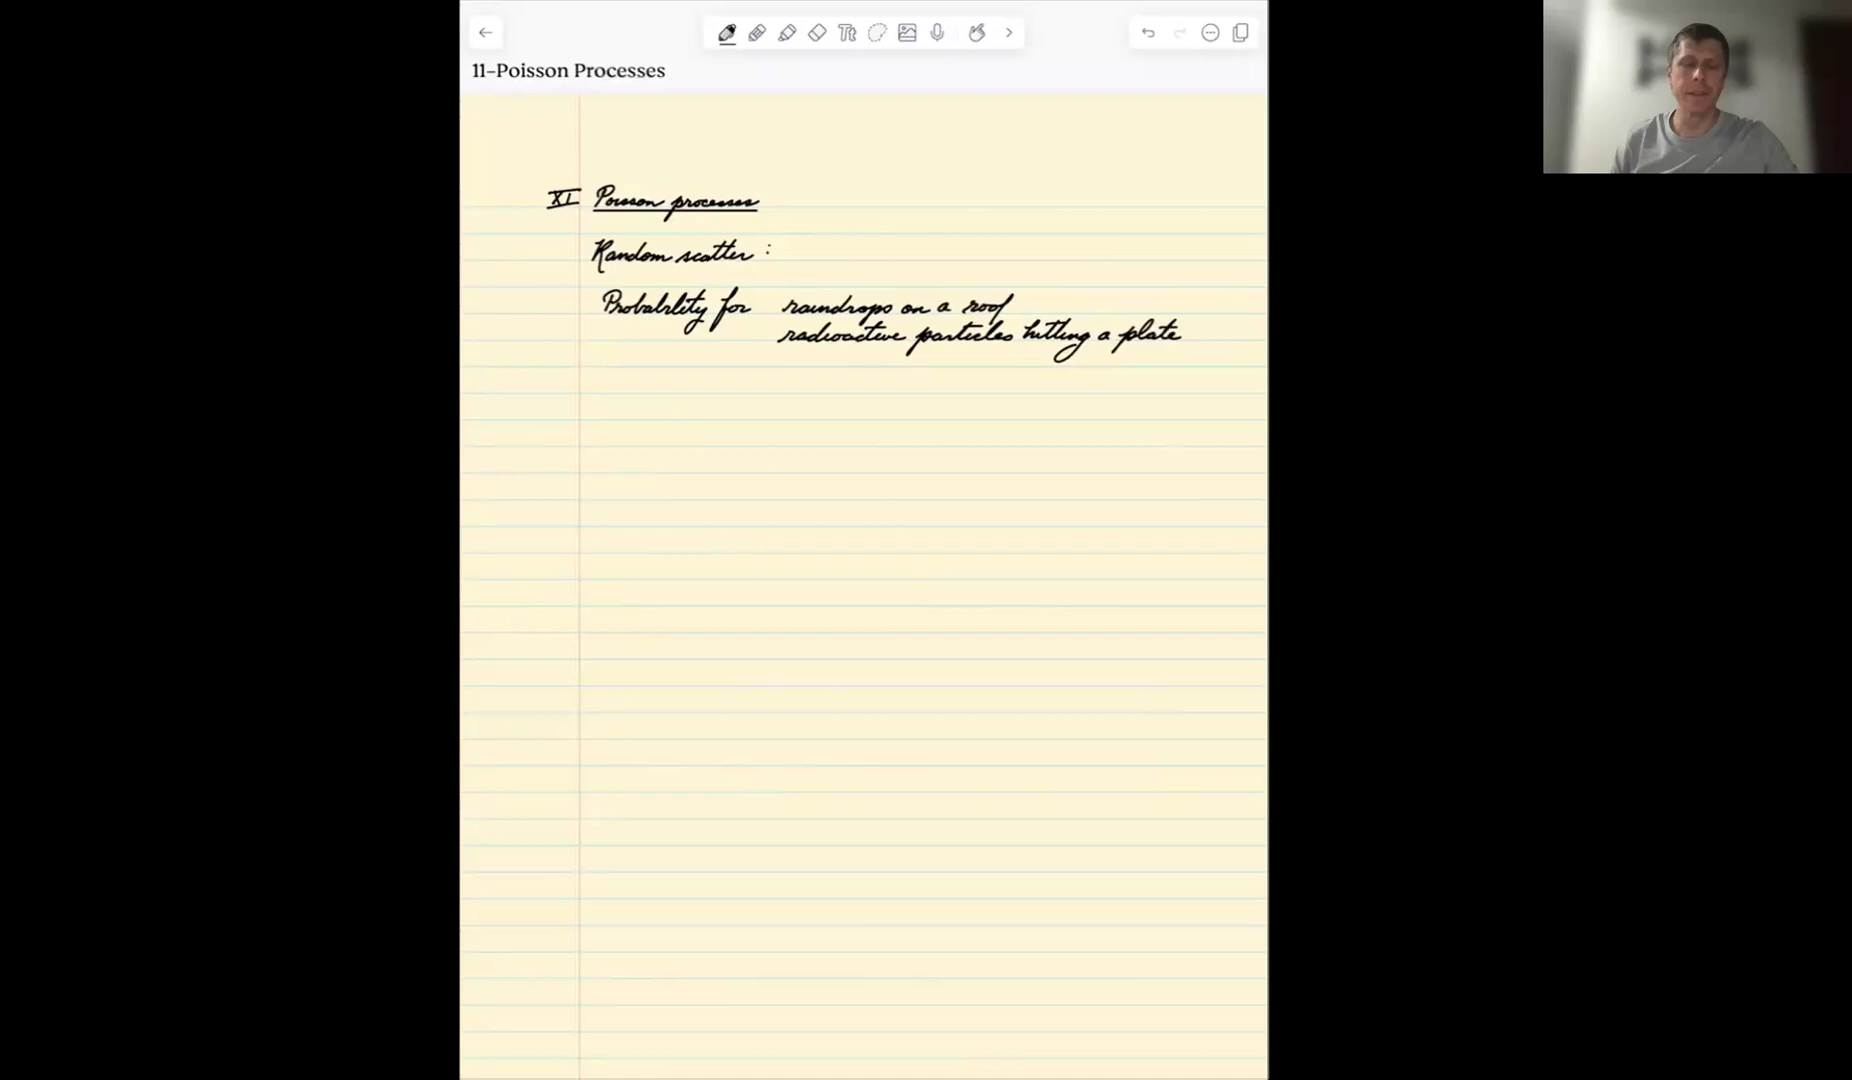 11-Poisson Processes
XI Poisson processes
Random scatter :
Probability for raindrops on a roof
radioactive particles hitting a plate